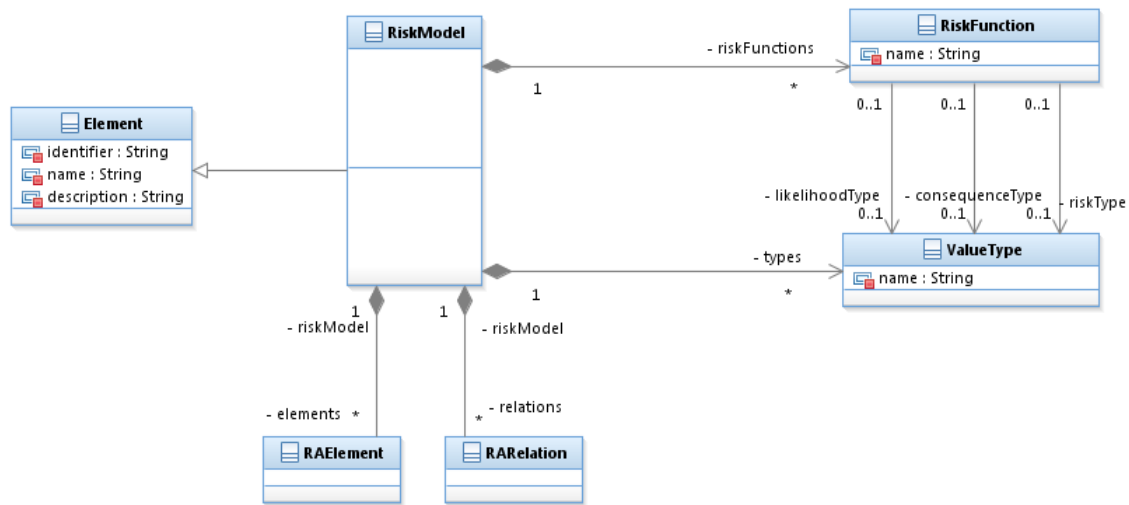 RiskModel
RiskFunction
name : String
- riskFunctions
1
*
0..1
0..1
0..1
Element
identifier : String
name : String
description : String
- likelihoodType
- consequenceType
- riskType
0..1
0..1
0..1
ValueType
name : String
- types
1
*
1
- riskModel
1
- riskModel
- elements
*
*
- relations
RAElement
RARelation